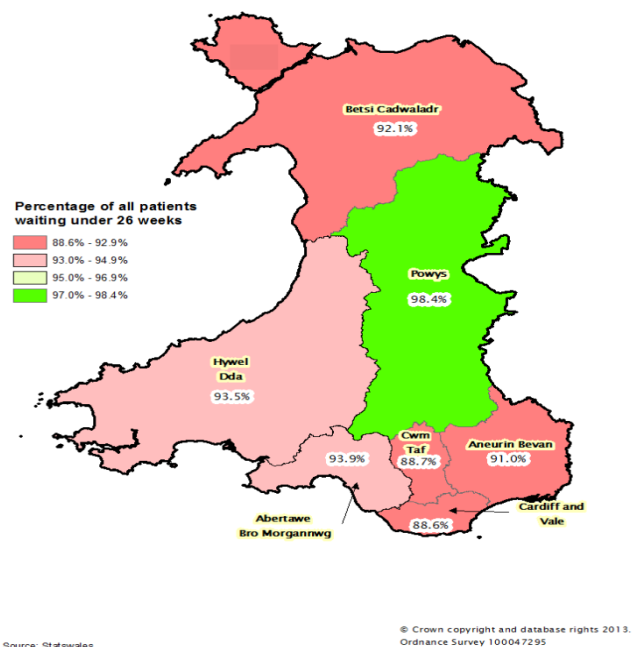 Betsi Cadwaladr
92.1%
Percentage of all patients
waiting under 26 weeks
88.6% - 92.9%
93.0% - 94.9%
95.0% - 96.9%
97.0% - 98.4%
Powys
98.4%
Hywel
Dda
93.5%
Cwm
Taf
88.7%
Aneurin Bevan
91.0%
93.9%
Abertawe
Bro Morgannwg
Cardiff and
Vale
88.6%
© Crown copyright and database rights 2013.
Ordnance Survey 100047295
Source: Statswales